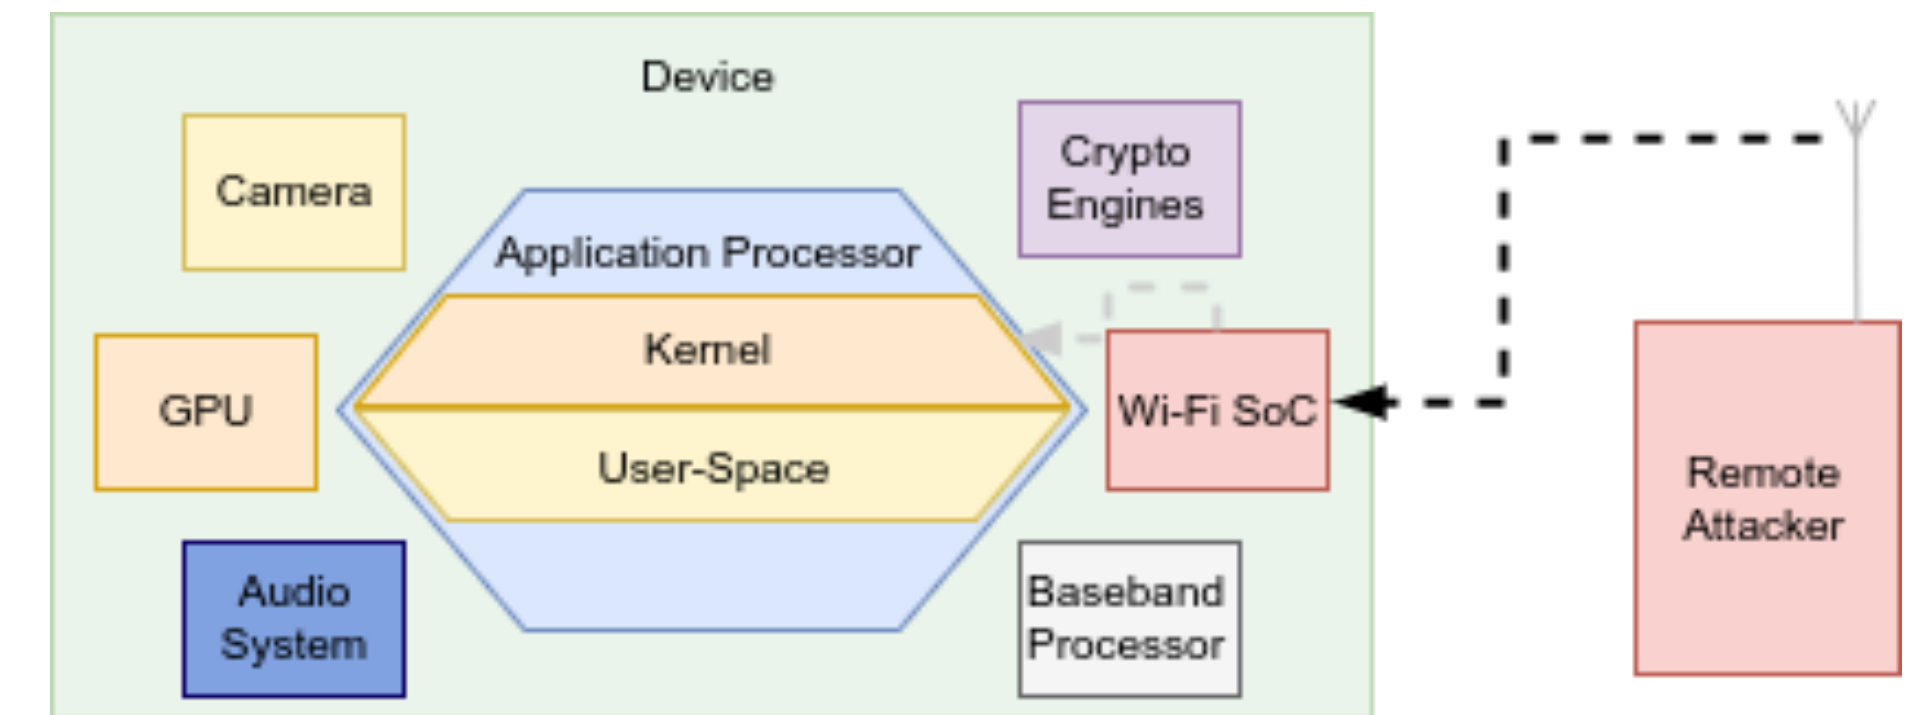 Device
Camera
Crypto
Engines
Application Processor
Kernel
GPU
Wi-Fi SoC
User-Space
Remote
Attacker
Audio
System
Baseband
Processor